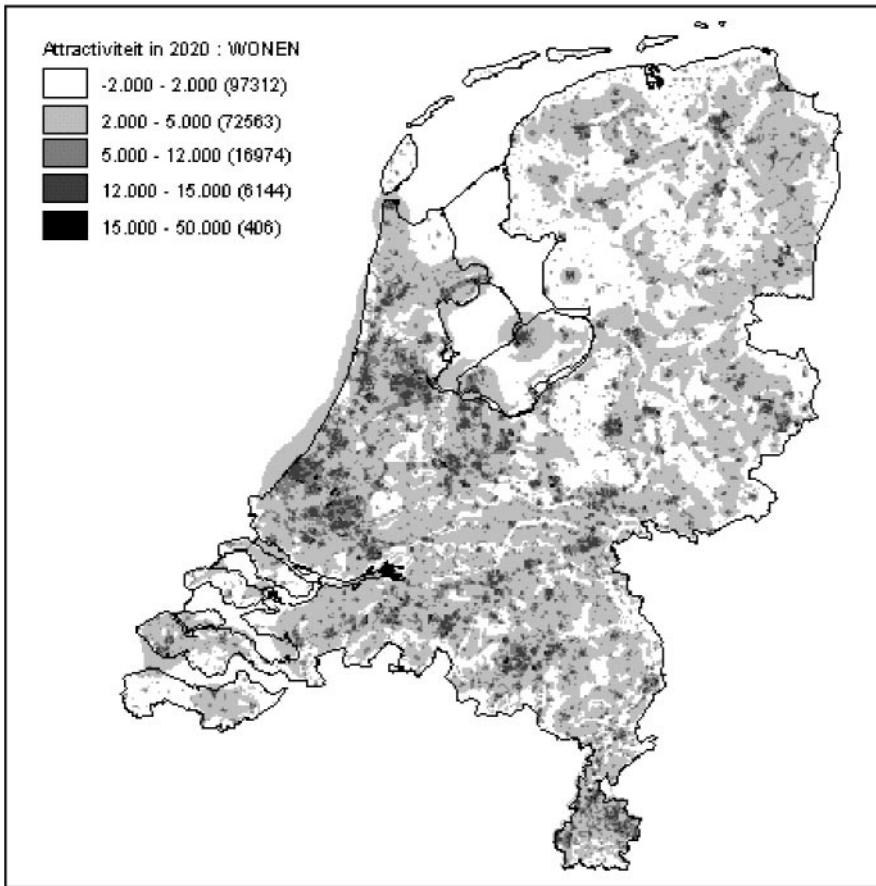 Attractiviteit in 2020 : WONEN
-2.000 - 2.000 (97312)
2.000 - 5.000 (72563)
5.000 - 12.000 (16974)
12.000 - 15.000 (6144)
15.000 - 50.000 (406)